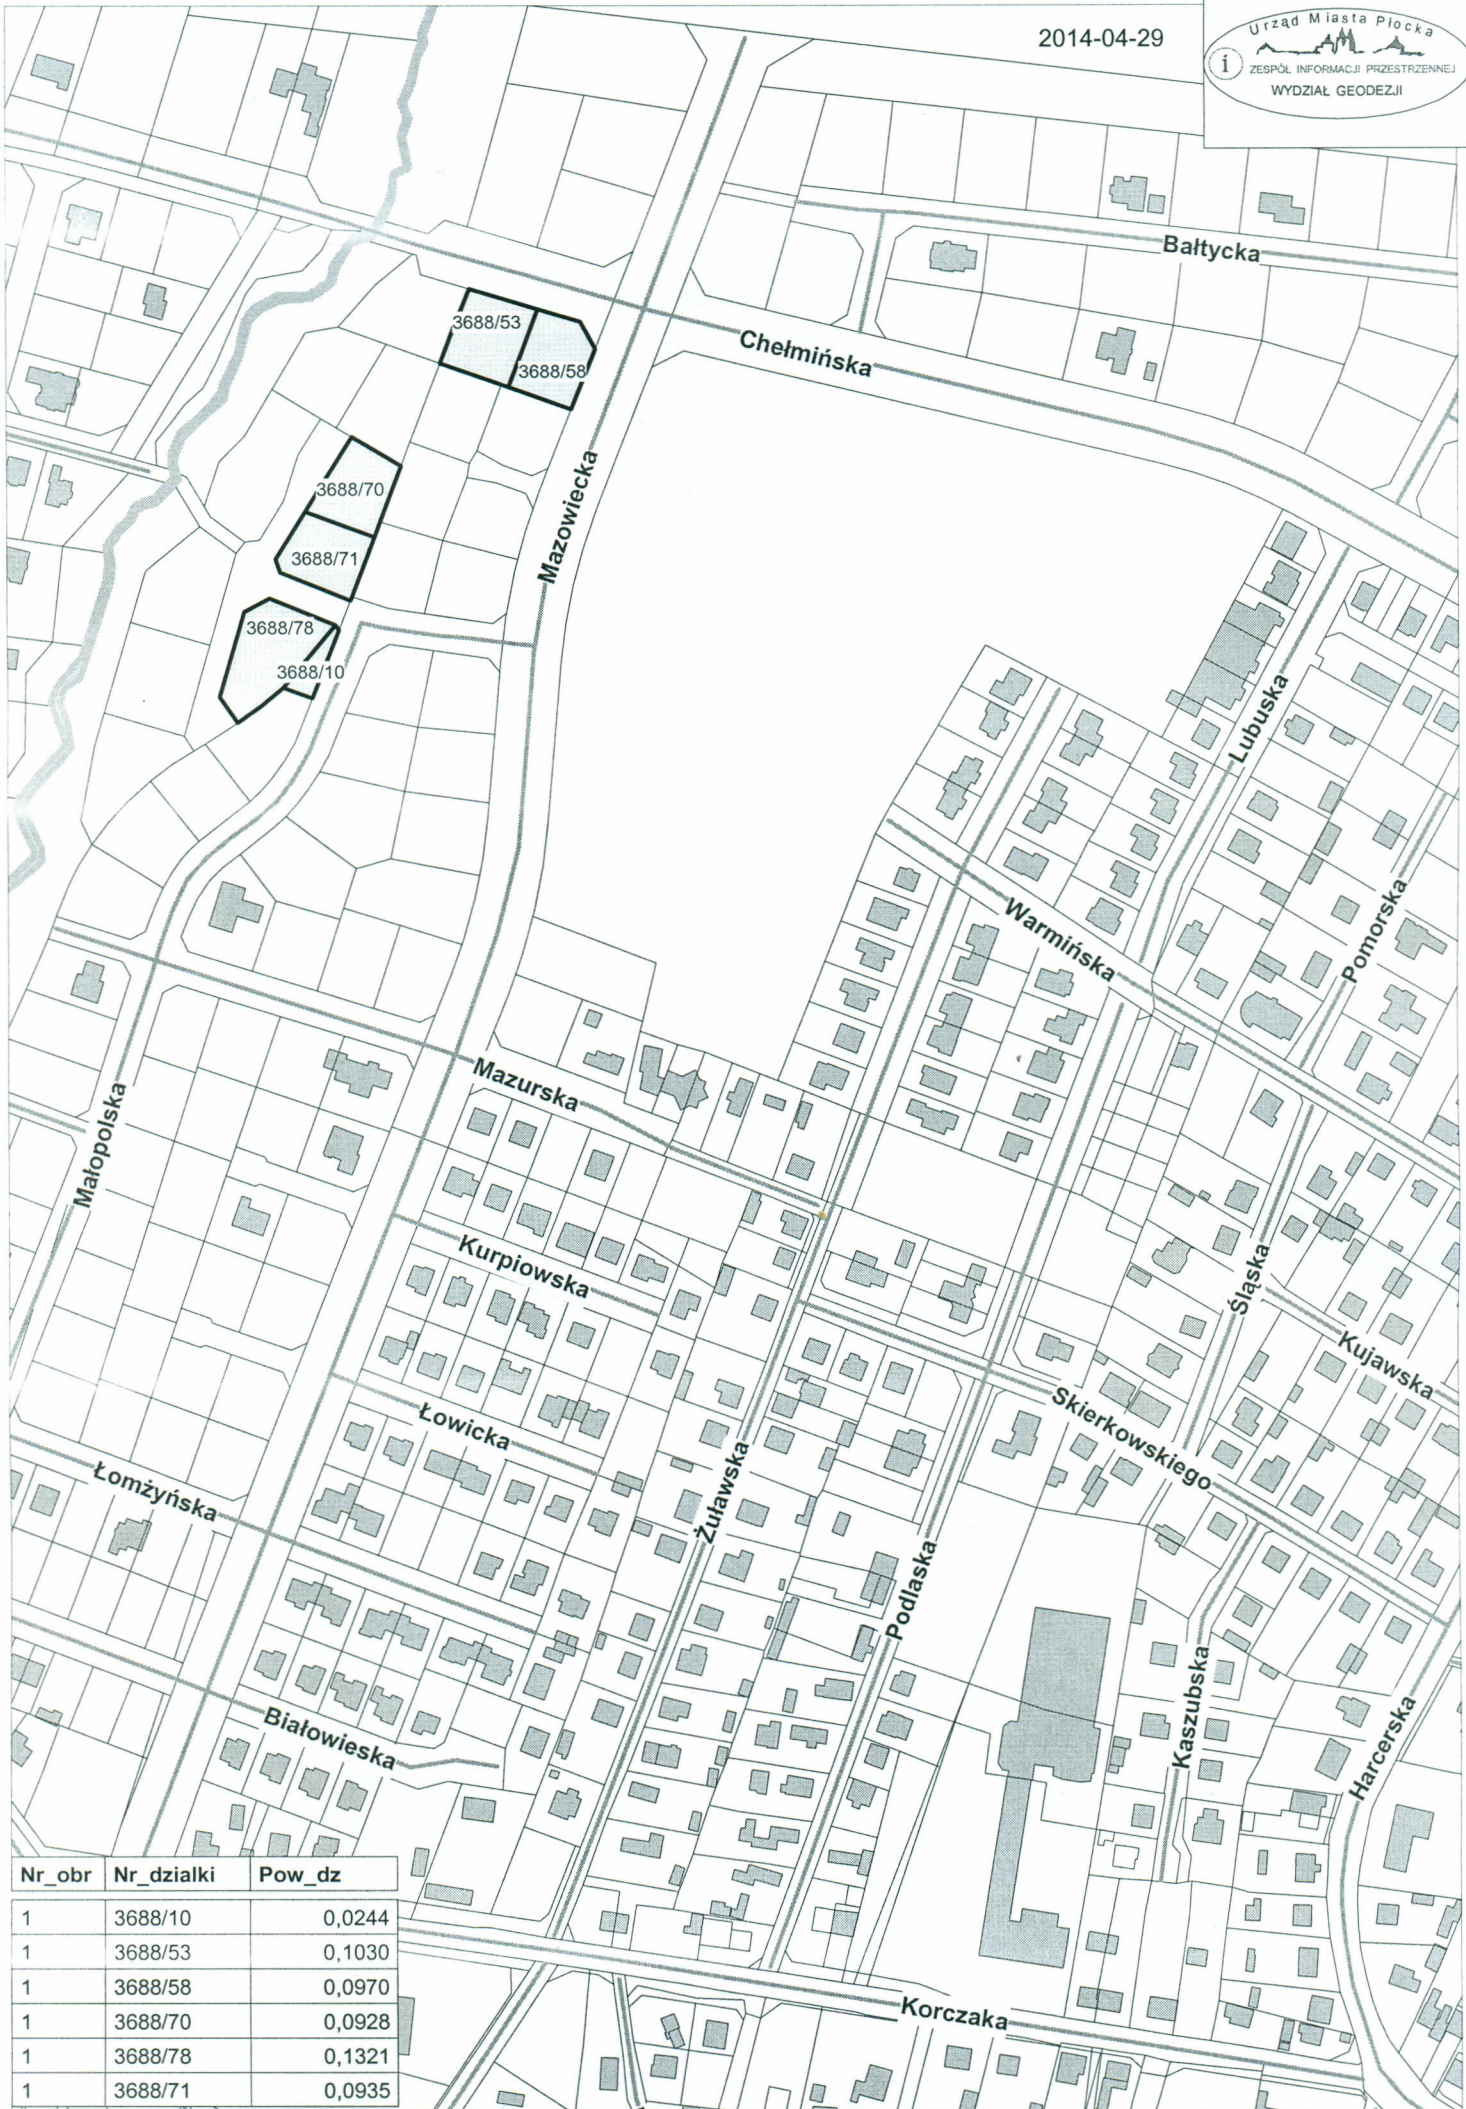 2014-04-29
Urząd Miasta Płocka
i
ZESPÓŁ INFORMACJI PRZESTRZENNEJ
WYDZIAŁ GEODEZJI
Bałtycka
3688/53
3688/58
Chełmińska
Mazowiecka
3688/70
3688/71
3688/78
3688/10
Lubuska
Warmińska
Pomorska
Mazurska
Małopolska
Kurpiowska
Śląska
Kujawska
Skierkowskiego
Łowicka
Łomżyńska
Żuławska
Podlaska
Kaszubska
Harcerska
Białowieska
Korczaka
Nr_obr Nr_dzialki Pow_dz
1 3688/10 0,0244
1 3688/53 0,1030
1 3688/58 0,0970
1 3688/70 0,0928
1 3688/78 0,1321
1 3688/71 0,0935